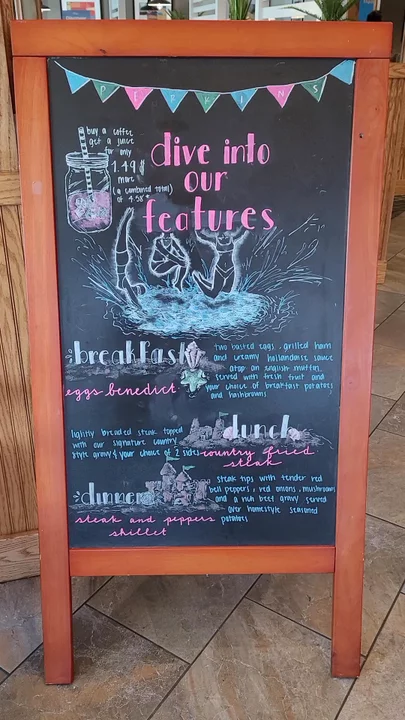 PERKINS
buy a coffee
get a juice
for only
1.49$
more
(a combined total)
of 4.58*
dive into
our
features
breakfast
eggs benedict
two basted eggs, grilled ham
and creamy hollandaise sauce
atop an english muffin,
served with fresh fruit and
your choice of breakfast potatoes
and hashbrowns
lunch
country fried
steak
lightly breaded steak topped
with our signature country
style gravy & your choice of 2 sides
dinner
steak and peppers
skillet
steak tips with tender red
bell peppers, red onions, mushrooms
and a rich beef gravy served
over homestyle seasoned
potatoes